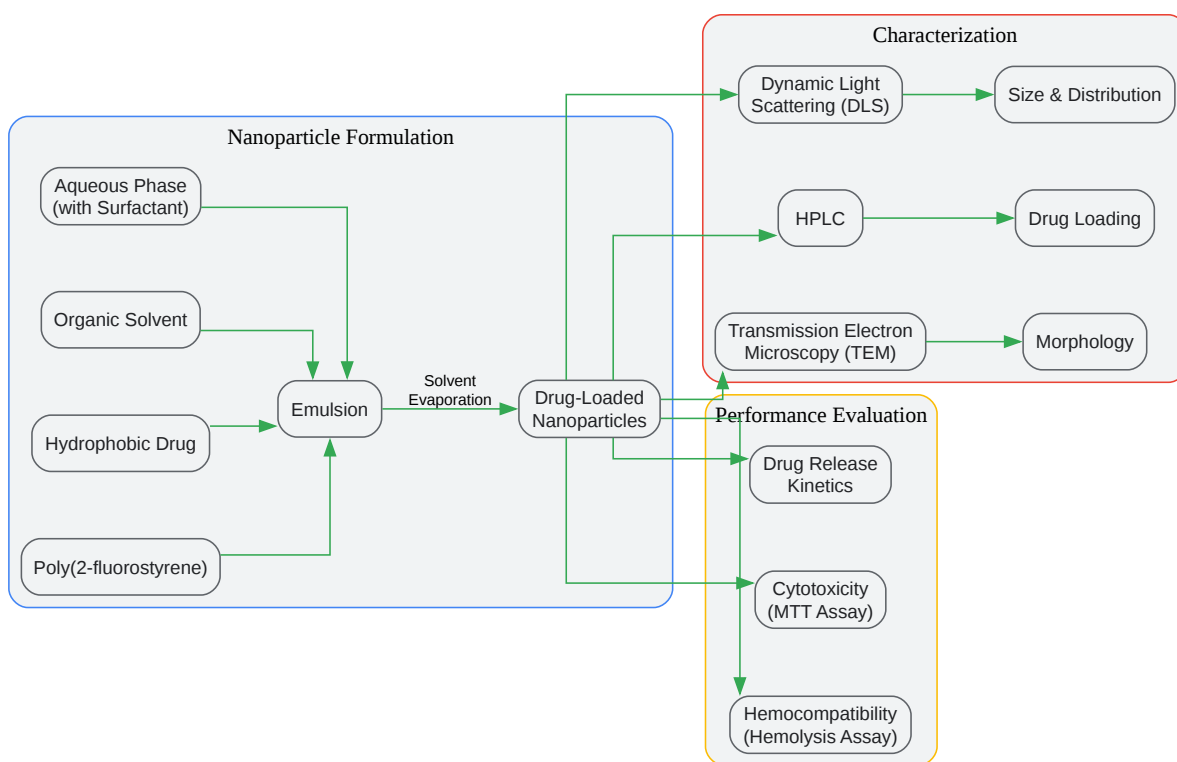 Nanoparticle Formulation
Aqueous Phase
(with Surfactant)
Organic Solvent
Hydrophobic Drug
Poly(2-fluorostyrene)
Emulsion
Solvent
Evaporation
Drug-Loaded
Nanoparticles
Characterization
Dynamic Light
Scattering (DLS)
Size & Distribution
HPLC
Drug Loading
Transmission Electron
Microscopy (TEM)
Morphology
Performance Evaluation
Drug Release
Kinetics
Cytotoxicity
(MTT Assay)
Hemocompatibility
(Hemolysis Assay)